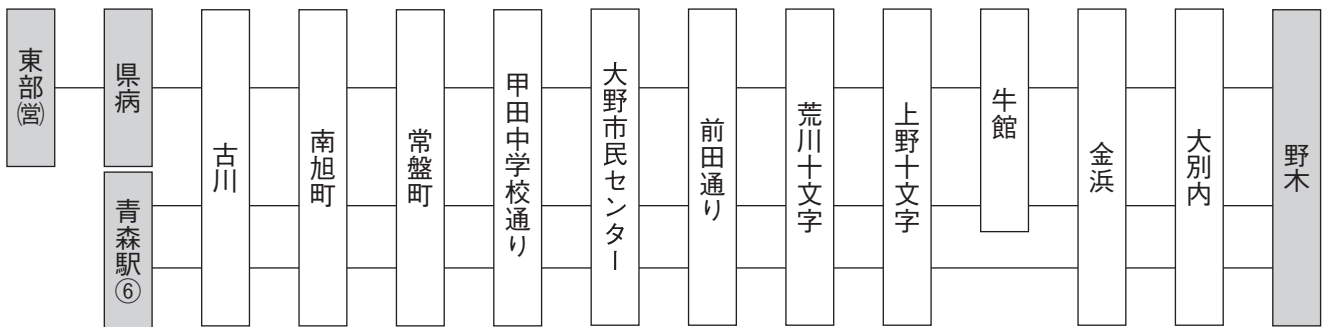 東部(営)
県病
青森駅⑥
古川
南旭町
常盤町
甲田中学校通り
大野市民センター
前田通り
荒川十文字
上野十文字
牛館
金浜
大別内
野木